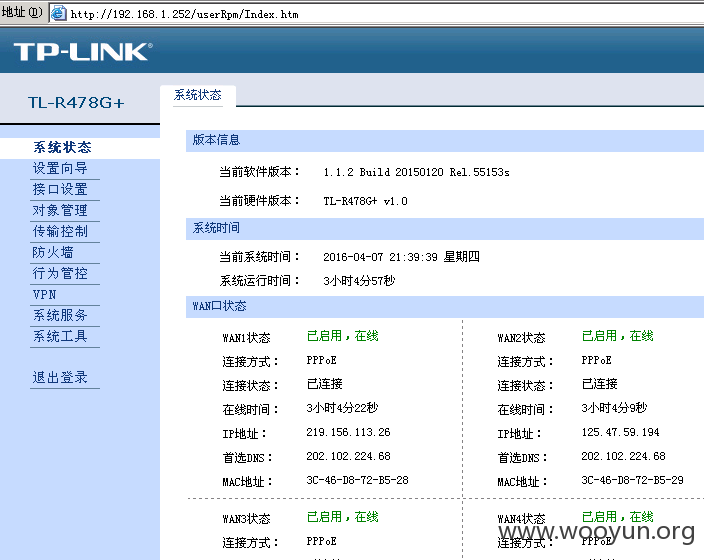 地址(D) http://192.168.1.252/userRpm/Index.htm
TP-LINK®
TL-R478G+
系统状态
系统状态
设置向导
接口设置
对象管理
传输控制
防火墙
行为管控
VPN
系统服务
系统工具
退出登录
版本信息
当前软件版本： 1.1.2 Build 20150120 Rel.55153s
当前硬件版本： TL-R478G+ v1.0
系统时间
当前系统时间： 2016-04-07 21:39:39 星期四
系统运行时间： 3小时4分57秒
WAN口状态
WAN1状态 已启用，在线
连接方式： PPPoE
连接状态： 已连接
在线时间： 3小时4分22秒
IP地址： 219.156.113.26
首选DNS： 202.102.224.68
MAC地址： 3C-46-D8-72-B5-28
WAN2状态 已启用，在线
连接方式： PPPoE
连接状态： 已连接
在线时间： 3小时4分9秒
IP地址： 125.47.59.194
首选DNS： 202.102.224.68
MAC地址： 3C-46-D8-72-B5-29
WAN3状态 已启用，在线
连接方式： PPPoE
WAN4状态 已启用，在线
连接方式： PPPoE
www.wooyun.org